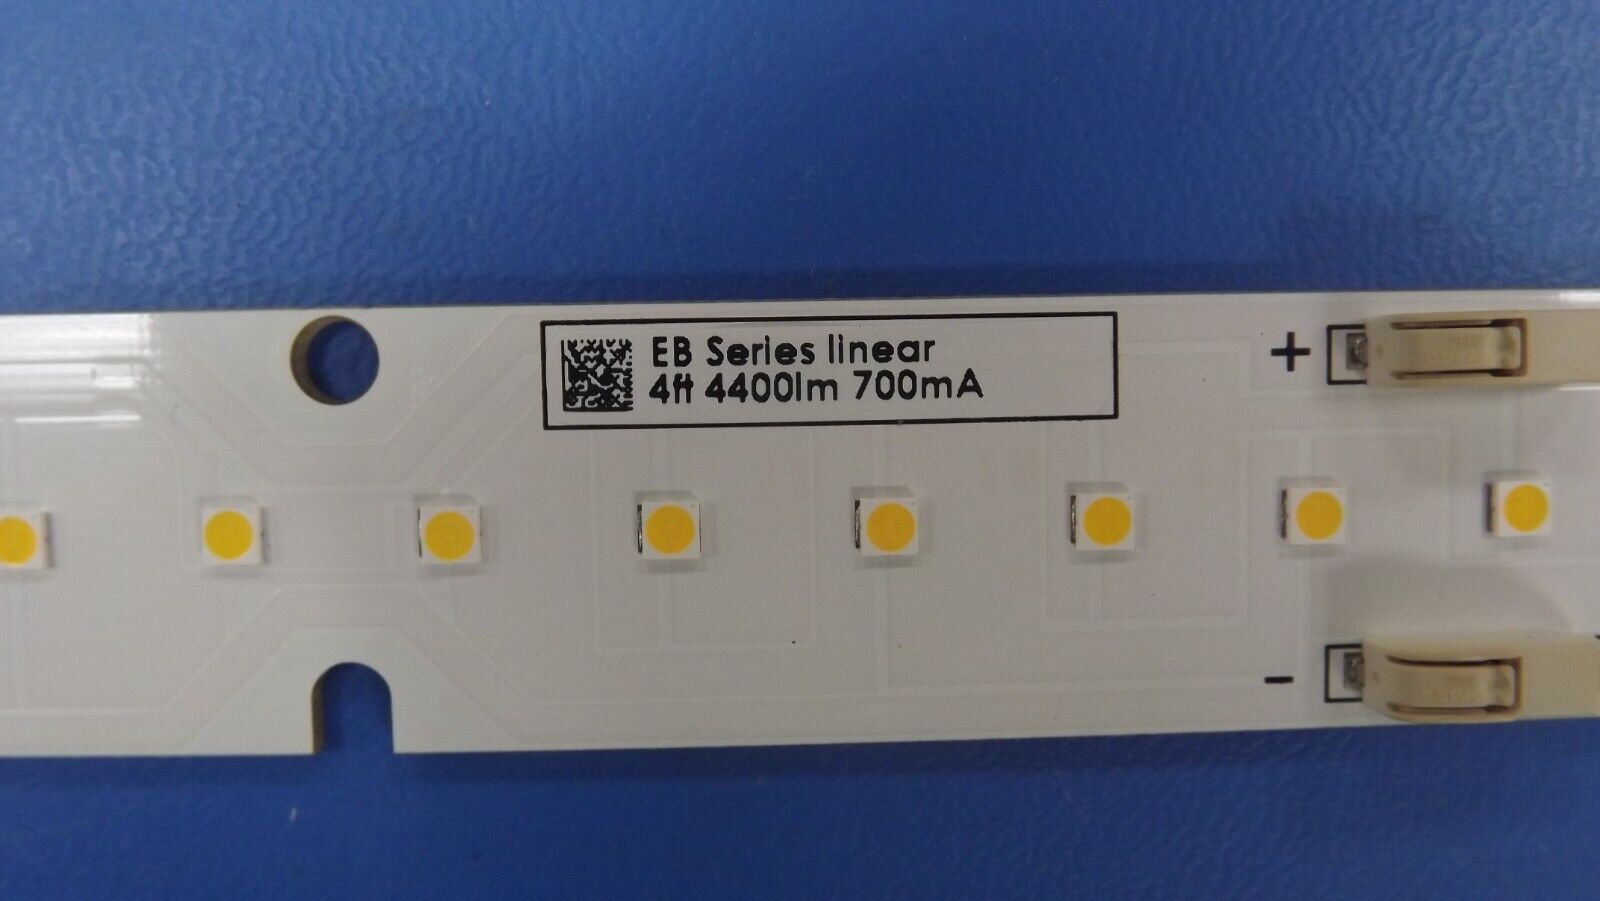 EB Series linear
4ft 4400lm 700mA
+
-